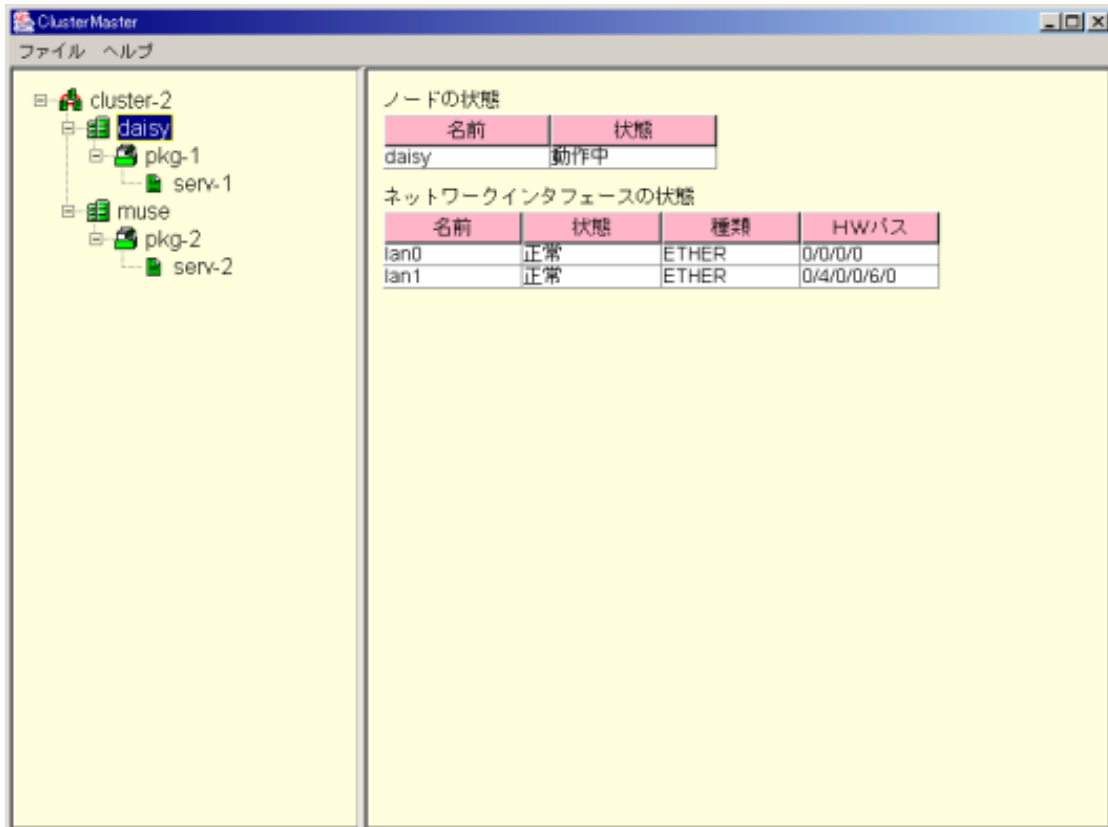 ClusterMaster
ファイル ヘルプ
cluster-2
daisy
pkg-1
serv-1
muse
pkg-2
serv-2
ノードの状態
名前 状態
daisy 動作中
ネットワークインタフェースの状態
名前 状態 種類 HWパス
lan0 正常 ETHER 0/0/0/0
lan1 正常 ETHER 0/4/0/0/6/0